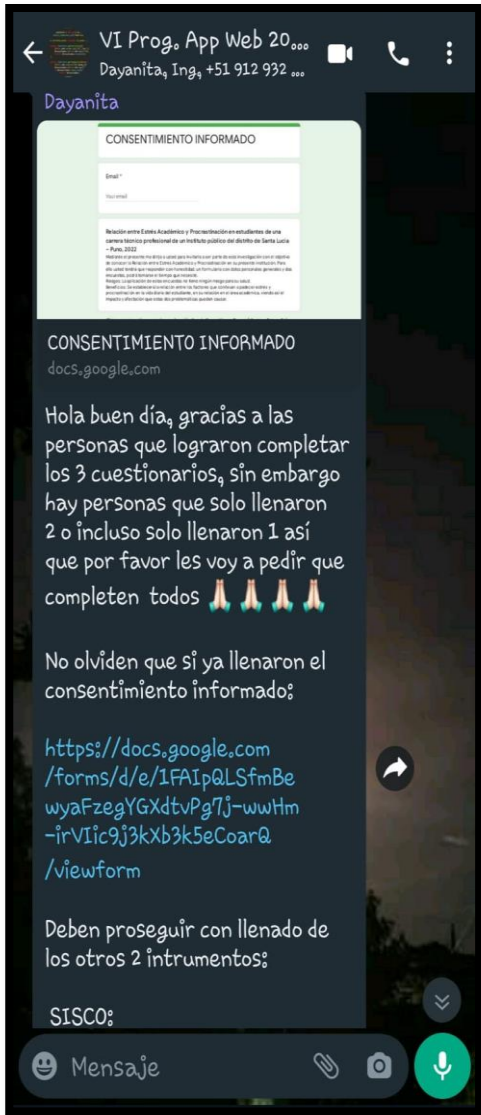 VI Prog. App Web 20...
Dayanita, Ing, +51 912 932 ...
Dayanita
CONSENTIMIENTO INFORMADO
Email *
Your email
Relación entre Estrés Académico y Procrastinación en estudiantes de una
carrera técnico profesional de un Instituto público del distrito de Santa Lucia
– Puno, 2022
CONSENTIMIENTO INFORMADO
docs.google.com
Hola buen día, gracias a las
personas que lograron completar
los 3 cuestionarios, sin embargo
hay personas que solo llenaron
2 o incluso solo llenaron 1 así
que por favor les voy a pedir que
completen todos 🙏🏻🙏🏻🙏🏻🙏🏻
No olviden que si ya llenaron el
consentimiento informado:
https://docs.google.com
/forms/d/e/1FAIpQLSfmBe
wyaFzegYGXdtvPg7j-wwHm
-irVIic9j3kXb3k5eCoarQ
/viewform
Deben proseguir con llenado de
los otros 2 intrumentos:
SISCO:
Mensaje